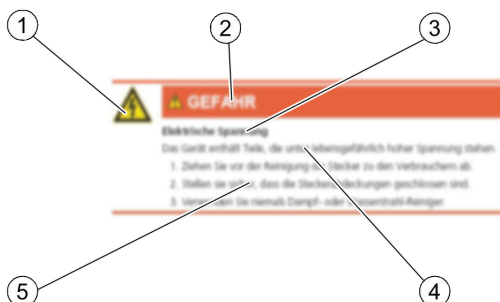 1
2
3
GEFAHR
Elektrische Spannung
Das Gerät enthält Teile, die unter lebensgefährlich hoher Spannung stehen.
1. Ziehen Sie vor der Reinigung die Stecker zu den Verbrauchern ab.
2. Stellen sie sicher, dass die Steckerabdeckungen geschlossen sind.
3. Verwenden Sie niemals Dampf- oder Wasserstrahl-Reiniger.
5
4